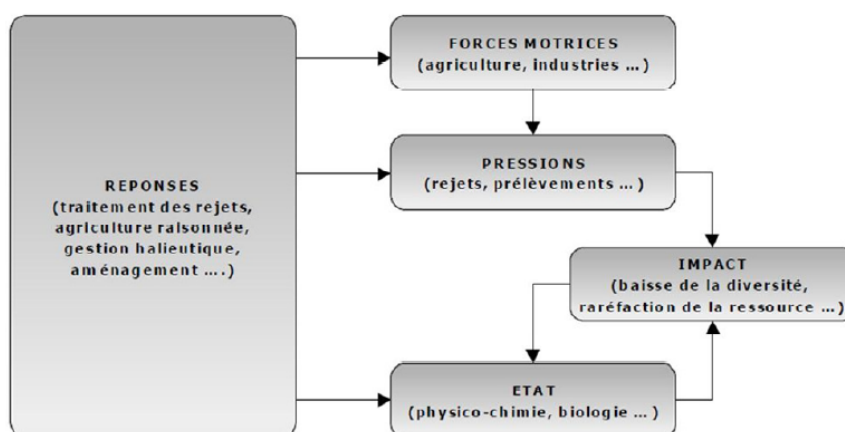 FORCES MOTRICES
(agriculture, industries ...)
PRESSIONS
(rejets, prélèvements ...)
REPONSES
(traitement des rejets,
agriculture raisonnée,
gestion halieutique,
aménagement ....)
IMPACT
(baisse de la diversité,
raréfaction de la ressource ...)
ETAT
(physico-chimie, biologie ...)